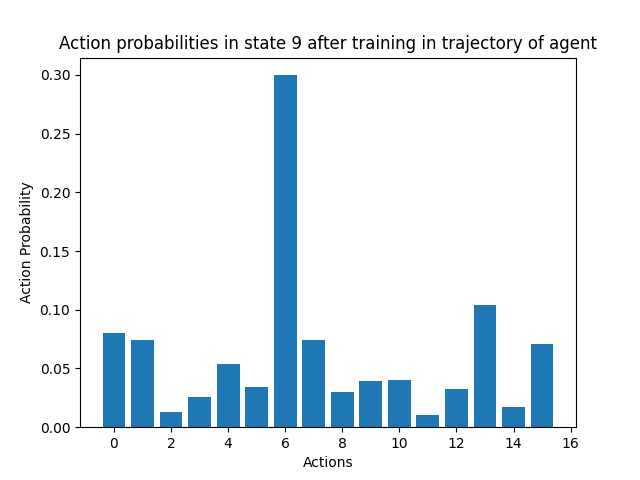 Action probabilities in state 9 after training in trajectory of agent
0.30
0.25
0.20
0.15
0.10
0.05
0.00
Action Probability
0 2 4 6 8 10 12 14 16
Actions